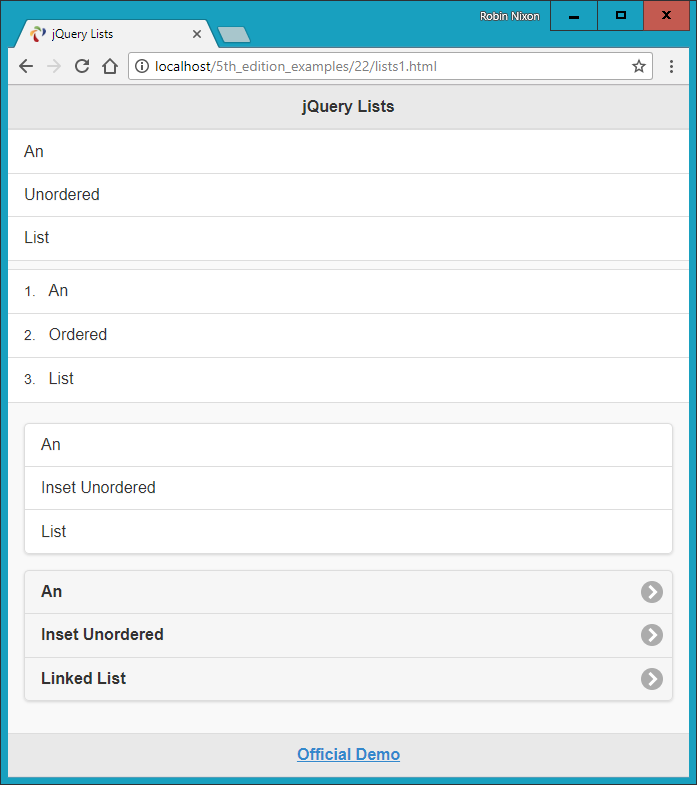 Robin Nixon
jQuery Lists
localhost/5th_edition_examples/22/lists1.html
jQuery Lists
An
Unordered
List
1. An
2. Ordered
3. List
An
Inset Unordered
List
An
Inset Unordered
Linked List
Official Demo